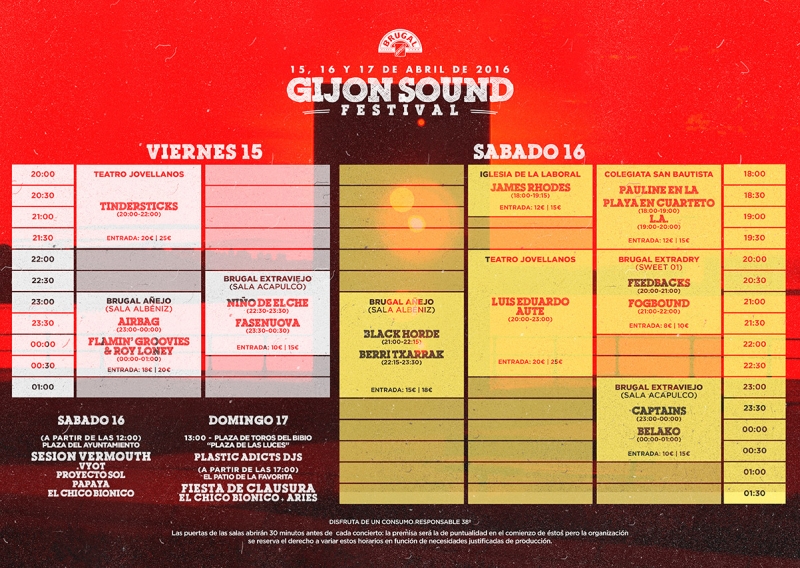 BRUGAL
15, 16 Y 17 DE ABRIL DE 2016
GIJON SOUND
FESTIVAL
VIERNES 15
20:00
20:30
21:00
21:30
22:00
22:30
23:00
23:30
00:00
00:30
01:00
TEATRO JOVELLANOS
TINDERSTICKS
(20:00-22:00)
ENTRADA: 20€ | 25€
BRUGAL AÑEJO
(SALA ALBÉNIZ)
AIRBAG
(23:00-00:00)
FLAMIN' GROOVIES
& ROY LONEY
(00:00-01:00)
ENTRADA: 18€ | 20€
BRUGAL EXTRAVIEJO
(SALA ACAPULCO)
NIÑO DE ELCHE
(22:30-23:30)
FASENUOVA
(23:30-00:30)
ENTRADA: 10€ | 15€
SABADO 16
BRUGAL AÑEJO
(SALA ALBÉNIZ)
BLACK HORDE
(21:00-22:15)
BERRI TXARRAK
(22:15-23:30)
ENTRADA: 15€ | 18€
IGLESIA DE LA LABORAL
JAMES RHODES
(18:00-19:15)
ENTRADA: 12€ | 15€
TEATRO JOVELLANOS
LUIS EDUARDO
AUTE
(20:00-23:00)
ENTRADA: 20€ | 25€
COLEGIATA SAN BAUTISTA
PAULINE EN LA
PLAYA EN CUARTETO
(18:00-19:00)
L.A.
(19:00-20:00)
ENTRADA: 12€ | 15€
BRUGAL EXTRADRY
(SWEET 01)
FEEDBACKS
(20:00-21:00)
FOGBOUND
(21:00-22:00)
ENTRADA: 8€ | 10€
BRUGAL EXTRAVIEJO
(SALA ACAPULCO)
CAPTAINS
(23:00-00:00)
BELAKO
(00:00-01:00)
ENTRADA: 10€ | 15€
18:00
18:30
19:00
19:30
20:00
20:30
21:00
21:30
22:00
22:30
23:00
23:30
00:00
00:30
01:00
01:30
SABADO 16
(A PARTIR DE LAS 12:00)
PLAZA DEL AYUNTAMIENTO
SESION VERMOUTH
.VYOT
PROYECTO SOL
PAPAYA
EL CHICO BIONICO
DOMINGO 17
13:00 - PLAZA DE TOROS DEL BIBIO
"PLAZA DE LAS LUCES"
PLASTIC ADICTS DJS
(A PARTIR DE LAS 17:00)
EL PATIO DE LA FAVORITA
FIESTA DE CLAUSURA
EL CHICO BIONICO . ARIES
DISFRUTA DE UN CONSUMO RESPONSABLE 38º
Las puertas de las salas abrirán 30 minutos antes de cada concierto: la premisa será la de puntualidad en el comienzo de éstos pero la organización
se reserva el derecho a variar estos horarios en función de necesidades justificadas de producción.